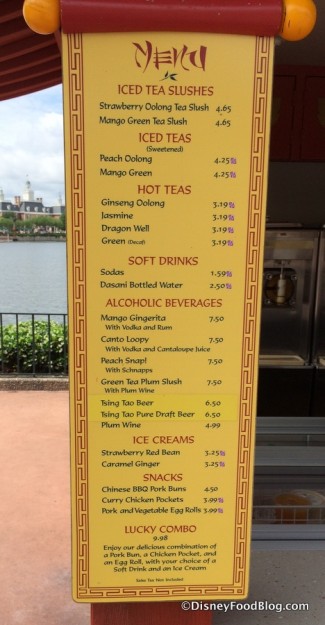 Menu
ICED TEA SLUSHES
Strawberry Oolong Tea Slush 4.65
Mango Green Tea Slush 4.65
ICED TEAS
(Sweetened)
Peach Oolong 4.25
Mango Green 4.25
HOT TEAS
Ginseng Oolong 3.19
Jasmine 3.19
Dragon Well 3.19
Green (Decaf) 3.19
SOFT DRINKS
Sodas 1.59
Dasani Bottled Water 2.50
ALCOHOLIC BEVERAGES
Mango Gingerita 7.50
With Vodka and Rum
Canto Loopy 7.50
With Vodka and Cantaloupe Juice
Peach Snap! 7.50
With Schnapps
Green Tea Plum Slush 7.50
With Plum Wine
Tsing Tao Beer 6.50
Tsing Tao Pure Draft Beer 6.50
Plum Wine 4.99
ICE CREAMS
Strawberry Red Bean 3.25
Caramel Ginger 3.25
SNACKS
Chinese BBQ Pork Buns 4.50
Curry Chicken Pockets 3.99
Pork and Vegetable Egg Rolls 3.99
LUCKY COMBO
9.98
Enjoy our delicious combination of
a Pork Bun, a Chicken Pocket, and
an Egg Roll, with your choice of a
Soft Drink and an Ice Cream
Sales Tax Not Included
©DisneyFoodBlog.com